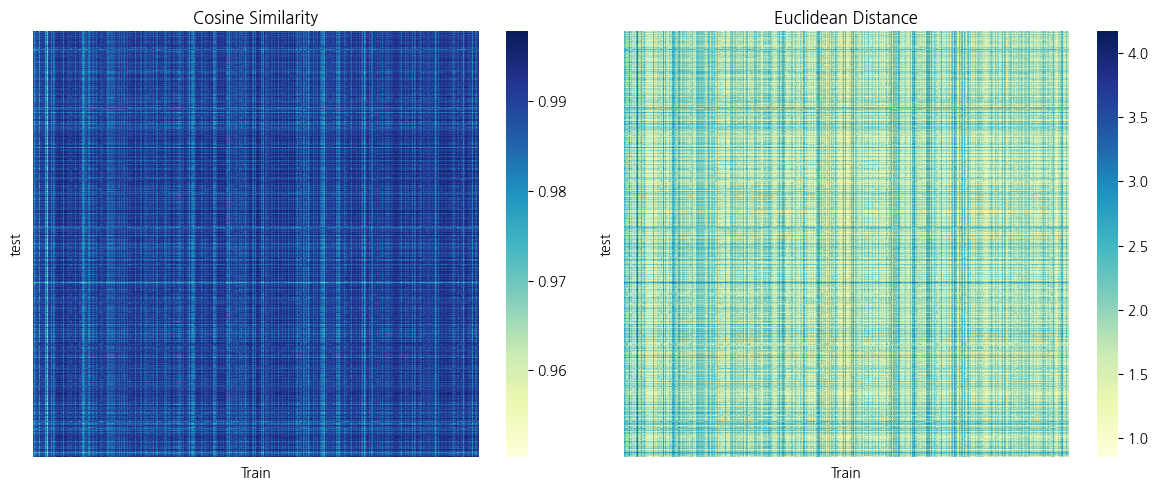 Cosine Similarity
test
Train
0.99
0.98
0.97
0.96
Euclidean Distance
test
Train
4.0
3.5
3.0
2.5
2.0
1.5
1.0